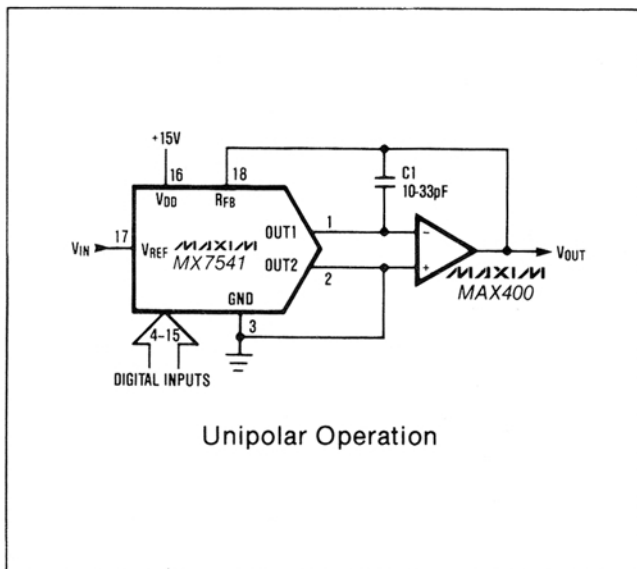 +15V
16
18
C1
10-33pF
VDD
RFB
OUT1
1
−
VIN
17
VREF
MAXIM
MX7541
OUT2
2
+
VOUT
MAXIM
MAX400
GND
3
4-15
DIGITAL INPUTS
Unipolar Operation